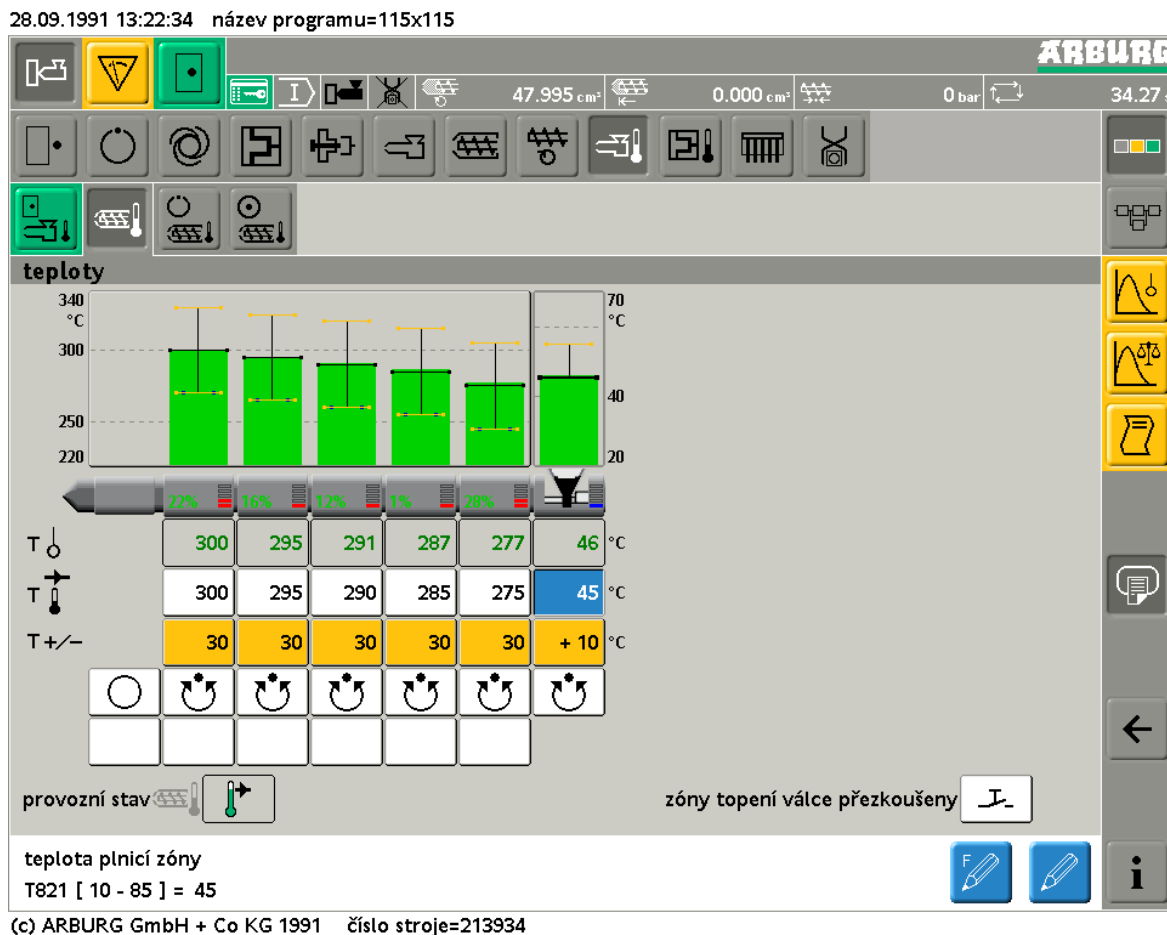 28.09.1991 13:22:34 název programu=115x115
ARBURG
47.995 cm³ 0.000 cm³ 0 bar 34.27
teploty
340 70
°C °C
300
40
250
220 20
22% 16% 12% 1% 28%
T 300 295 291 287 277 46 °C
T 300 295 290 285 275 45 °C
T +/− 30 30 30 30 30 + 10 °C
provozní stav zóny topení válce přezkoušeny
teplota plnicí zóny
F
T821 [ 10 - 85 ] = 45
i
(c) ARBURG GmbH + Co KG 1991 číslo stroje=213934